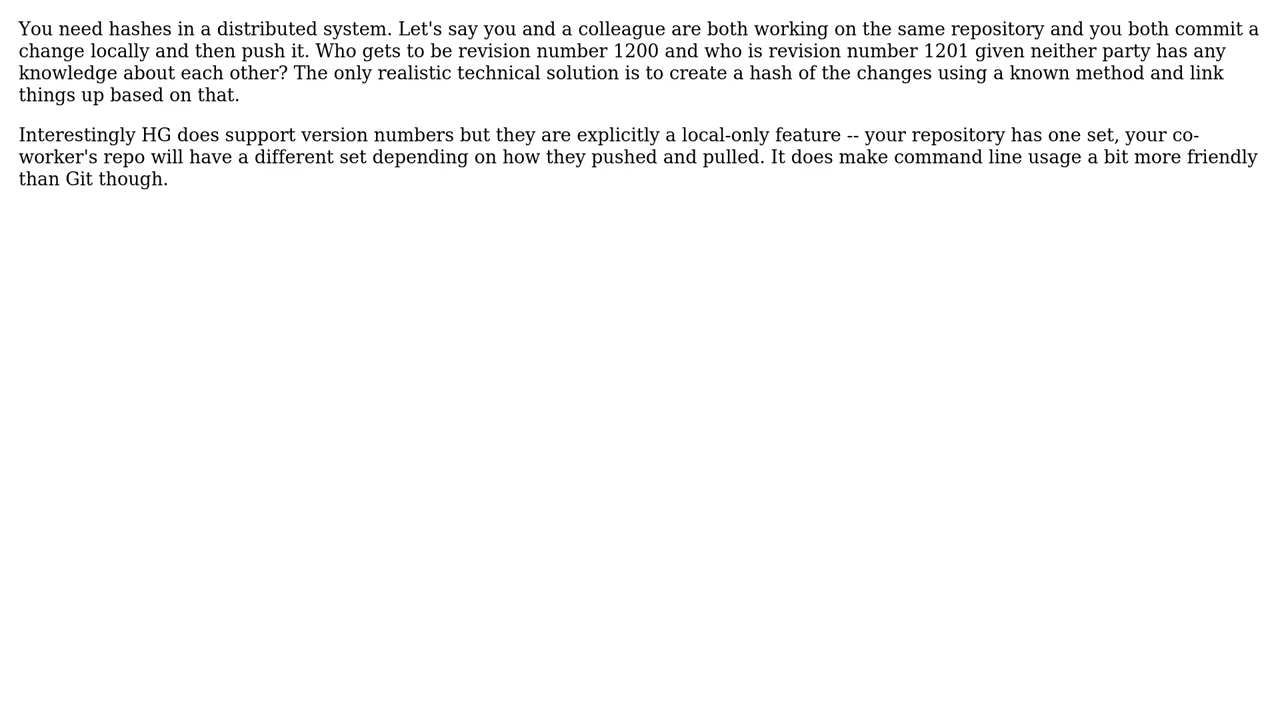 You need hashes in a distributed system. Let's say you and a colleague are both working on the same repository and you both commit a
change locally and then push it. Who gets to be revision number 1200 and who is revision number 1201 given neither party has any
knowledge about each other? The only realistic technical solution is to create a hash of the changes using a known method and link
things up based on that.
Interestingly HG does support version numbers but they are explicitly a local-only feature -- your repository has one set, your co-
worker's repo will have a different set depending on how they pushed and pulled. It does make command line usage a bit more friendly
than Git though.